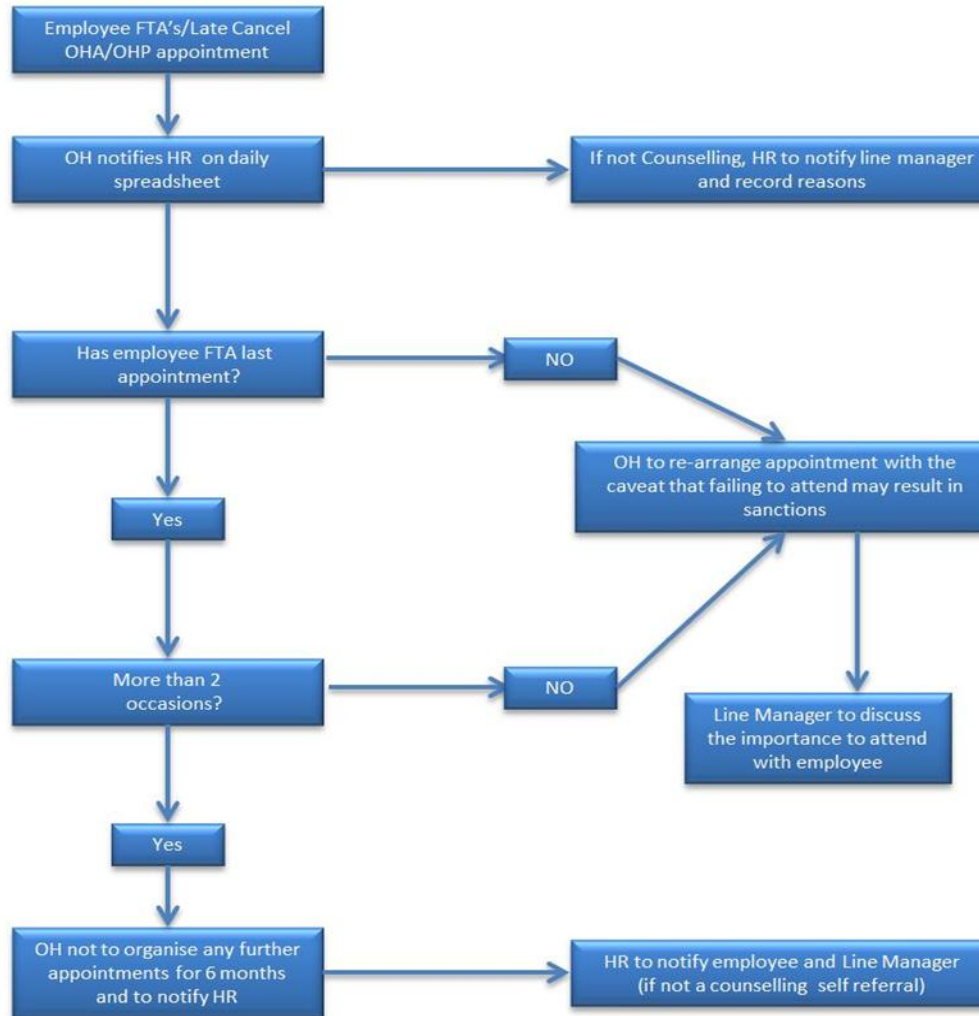 Employee FTA's/Late Cancel
OHA/OHP appointment
OH notifies HR on daily
spreadsheet
If not Counselling, HR to notify line manager
and record reasons
Has employee FTA last
appointment?
NO
OH to re-arrange appointment with the
caveat that failing to attend may result in
sanctions
Yes
More than 2
occasions?
NO
Line Manager to discuss
the importance to attend
with employee
Yes
OH not to organise any further
appointments for 6 months
and to notify HR
HR to notify employee and Line Manager
(if not a counselling self referral)